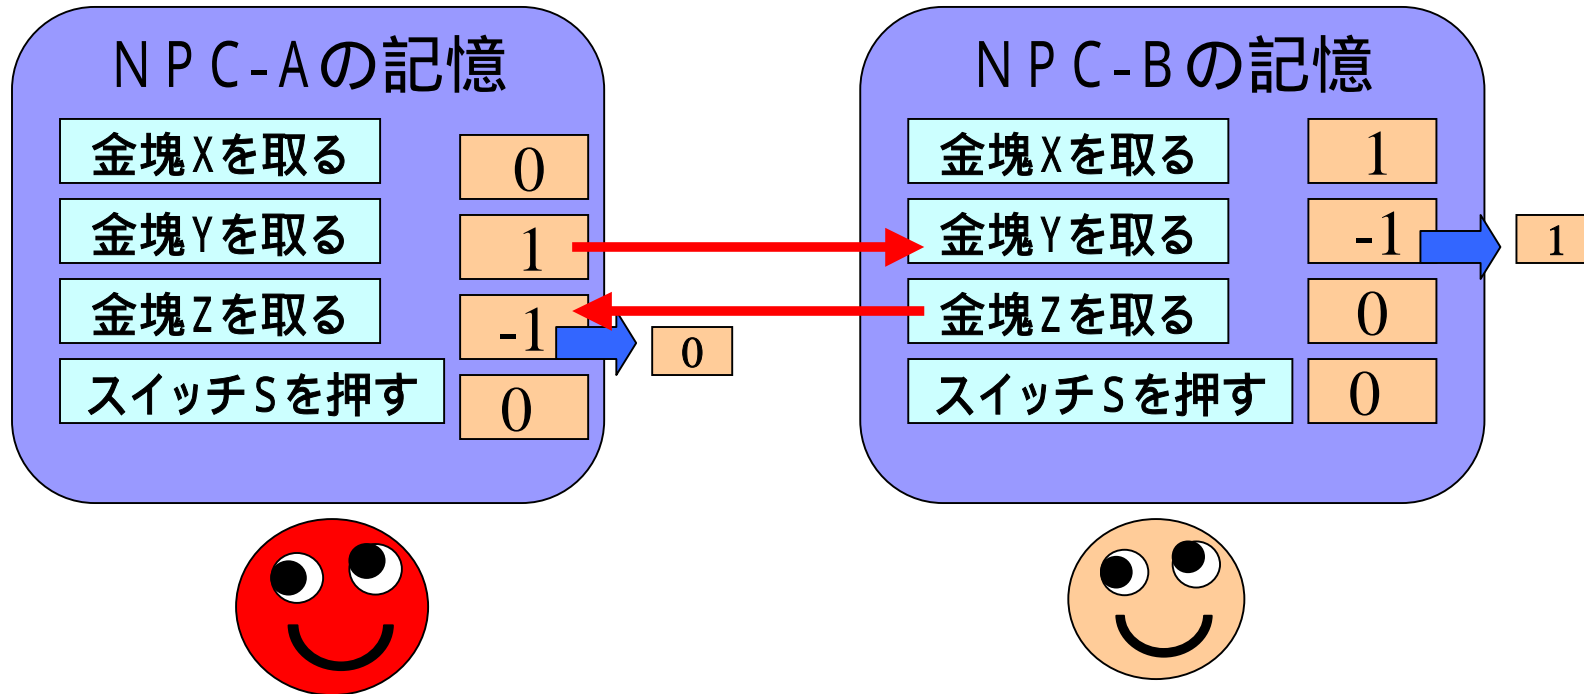 NPC-Aの記憶
金塊Xを取る
0
金塊Yを取る
1
金塊Zを取る
-1
0
スイッチSを押す
0
NPC-Bの記憶
金塊Xを取る
1
金塊Yを取る
-1
1
金塊Zを取る
0
スイッチSを押す
0